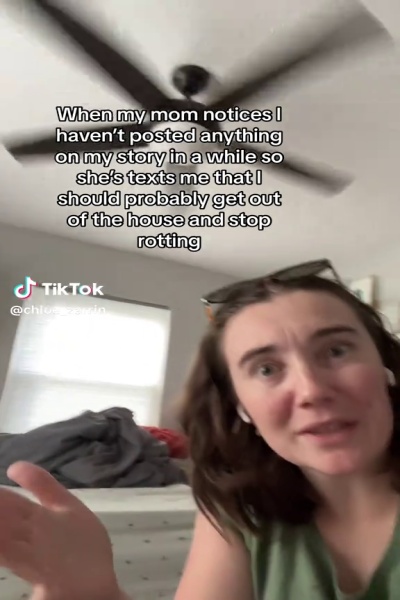 When my mom notices I
haven't posted anything
on my story in a while so
she's texts me that I
should probably get out
of the house and stop
rotting
TikTok